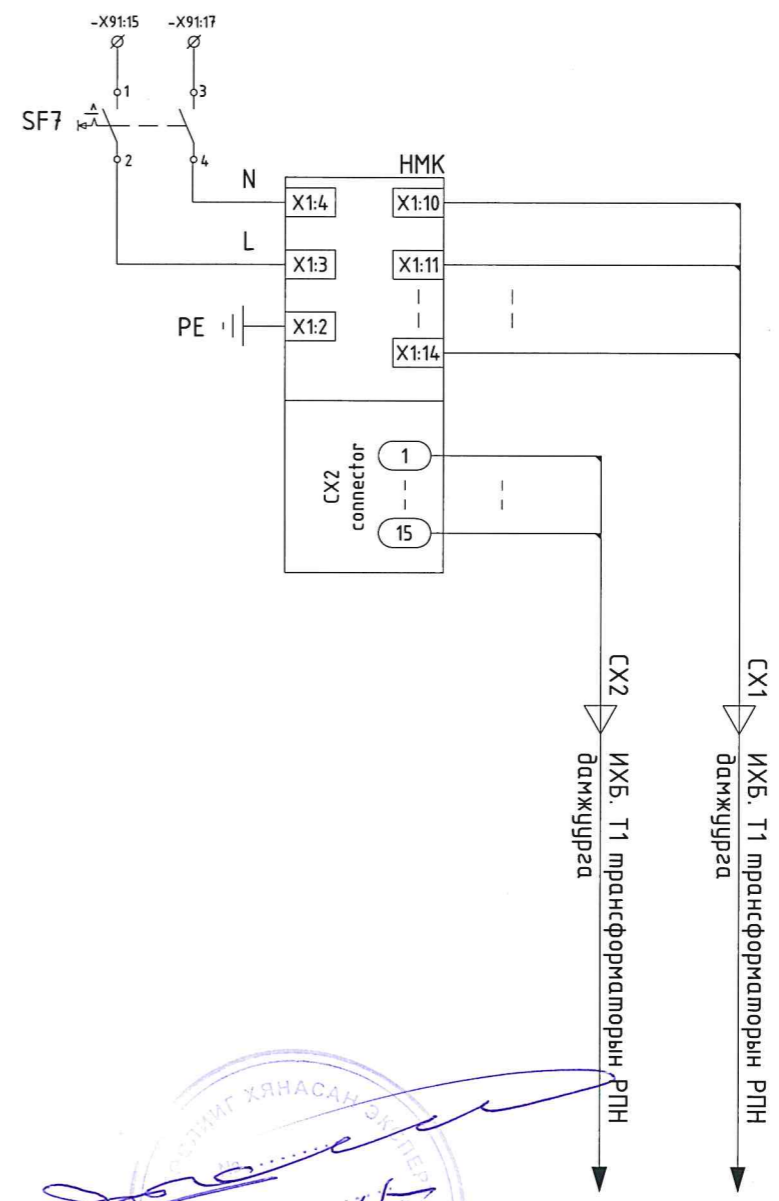 -X91:15
-X91:17
1
3
SF7
2
4
N
HMK
X1:4
X1:10
L
X1:3
X1:11
PE
X1:2
X1:14
CX2
connector
1
15
CX2
ИХБ. Т1 трансформаторын РПН
дамжуурга
CX1
ИХБ. Т1 трансформаторын РПН
дамжуурга
ХЯНАСАН